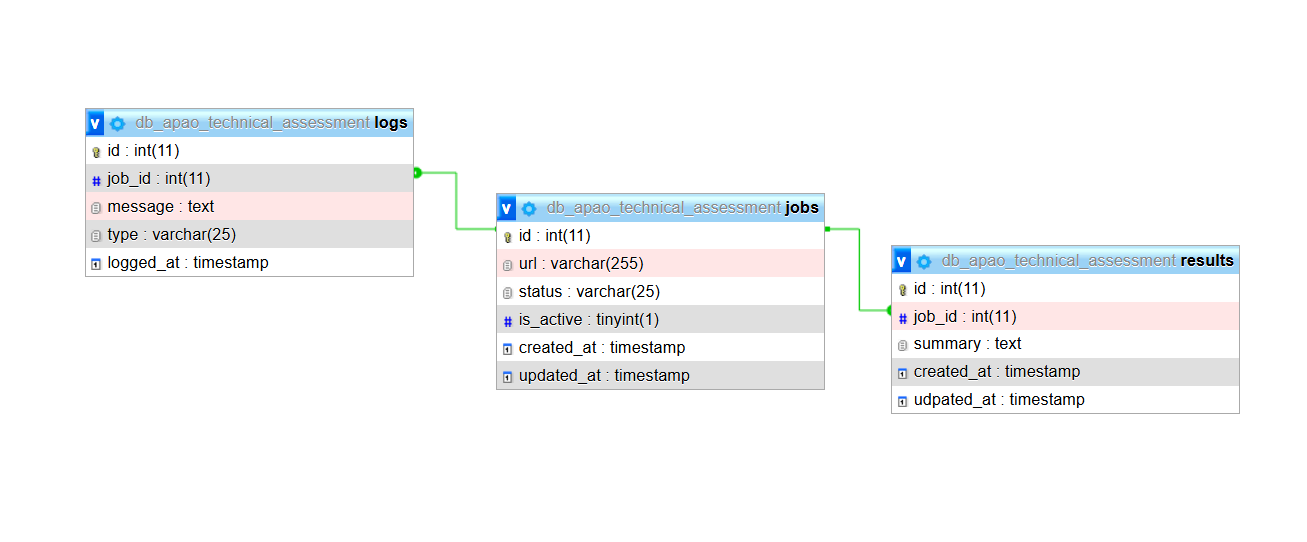 v db_apao_technical_assessment logs
id : int(11)
# job_id : int(11)
message : text
type : varchar(25)
logged_at : timestamp
v db_apao_technical_assessment jobs
id : int(11)
url : varchar(255)
status : varchar(25)
# is_active : tinyint(1)
created_at : timestamp
updated_at : timestamp
v db_apao_technical_assessment results
id : int(11)
# job_id : int(11)
summary : text
created_at : timestamp
udpated_at : timestamp